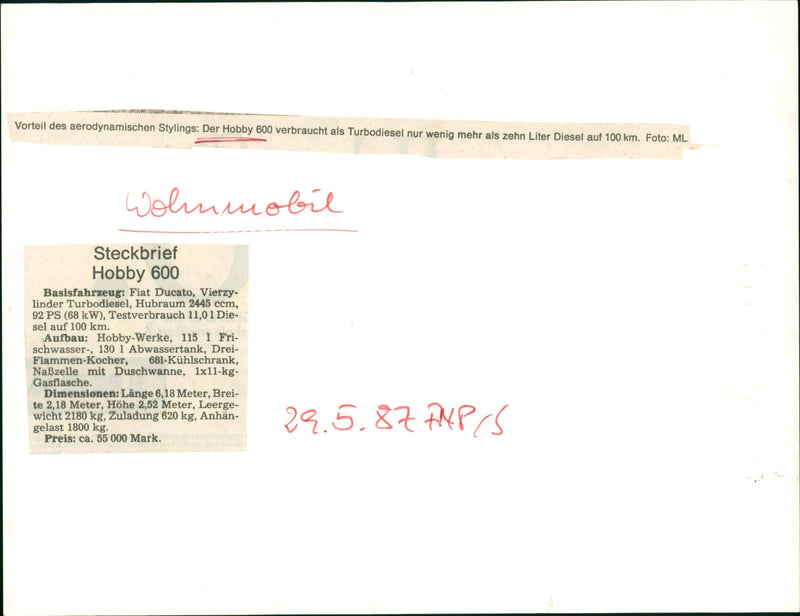 Vorteil des aerodynamischen Stylings: Der Hobby 600 verbraucht als Turbodiesel nur wenig mehr als zehn Liter Diesel auf 100 km. Foto: ML
Wohnmobil
Steckbrief
Hobby 600
Basisfahrzeug: Fiat Ducato, Vierzy-
linder Turbodiesel, Hubraum 2445 ccm,
92 PS (68 kW), Testverbrauch 11,0 l Die-
sel auf 100 km.
Aufbau: Hobby-Werke, 115 l Fri-
schwasser-, 130 l Abwassertank, Drei-
Flammen-Kocher, 68l-Kühlschrank,
Naßzelle mit Duschwanne, 1x11-kg-
Gasflasche.
Dimensionen: Länge 6,18 Meter, Brei-
te 2,18 Meter, Höhe 2,52 Meter, Leerge-
wicht 2180 kg, Zuladung 620 kg, Anhän-
gelast 1800 kg.
Preis: ca. 55 000 Mark.
29.5.87 FNP/S